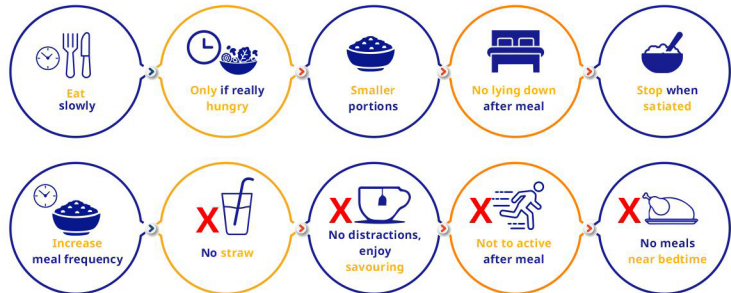 Eat
slowly
Only if really
hungry
Smaller
portions
No lying down
after meal
Stop when
satiated
Increase
meal frequency
No straw
No distractions,
enjoy
savouring
Not to active
after meal
No meals
near bedtime